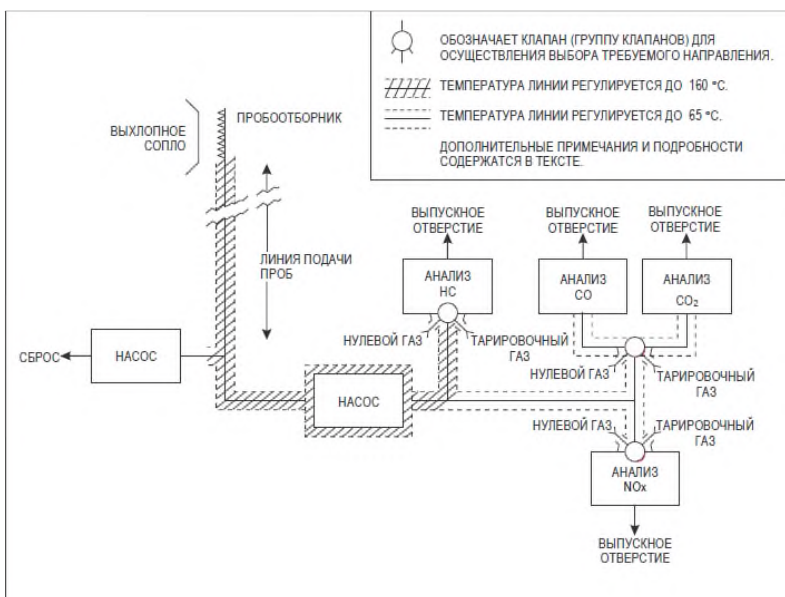 ОБОЗНАЧАЕТ КЛАПАН (ГРУППУ КЛАПАНОВ) ДЛЯ
ОСУЩЕСТВЛЕНИЯ ВЫБОРА ТРЕБУЕМОГО НАПРАВЛЕНИЯ.
ТЕМПЕРАТУРА ЛИНИИ РЕГУЛИРУЕТСЯ ДО 160 °C.
ТЕМПЕРАТУРА ЛИНИИ РЕГУЛИРУЕТСЯ ДО 65 °C.
ДОПОЛНИТЕЛЬНЫЕ ПРИМЕЧАНИЯ И ПОДРОБНОСТИ
СОДЕРЖАТСЯ В ТЕКСТЕ.
ВЫХЛОПНОЕ
СОПЛО
ПРОБООТБОРНИК
ЛИНИЯ ПОДАЧИ
ПРОБ
СБРОС
НАСОС
НАСОС
ВЫПУСКНОЕ
ОТВЕРСТИЕ
АНАЛИЗ
HC
НУЛЕВОЙ ГАЗ
ТАРИРОВОЧНЫЙ
ГАЗ
ВЫПУСКНОЕ
ОТВЕРСТИЕ
АНАЛИЗ
CO
ВЫПУСКНОЕ
ОТВЕРСТИЕ
АНАЛИЗ
CO₂
НУЛЕВОЙ ГАЗ
ТАРИРОВОЧНЫЙ
ГАЗ
НУЛЕВОЙ ГАЗ
ТАРИРОВОЧНЫЙ
ГАЗ
АНАЛИЗ
NOx
ВЫПУСКНОЕ
ОТВЕРСТИЕ